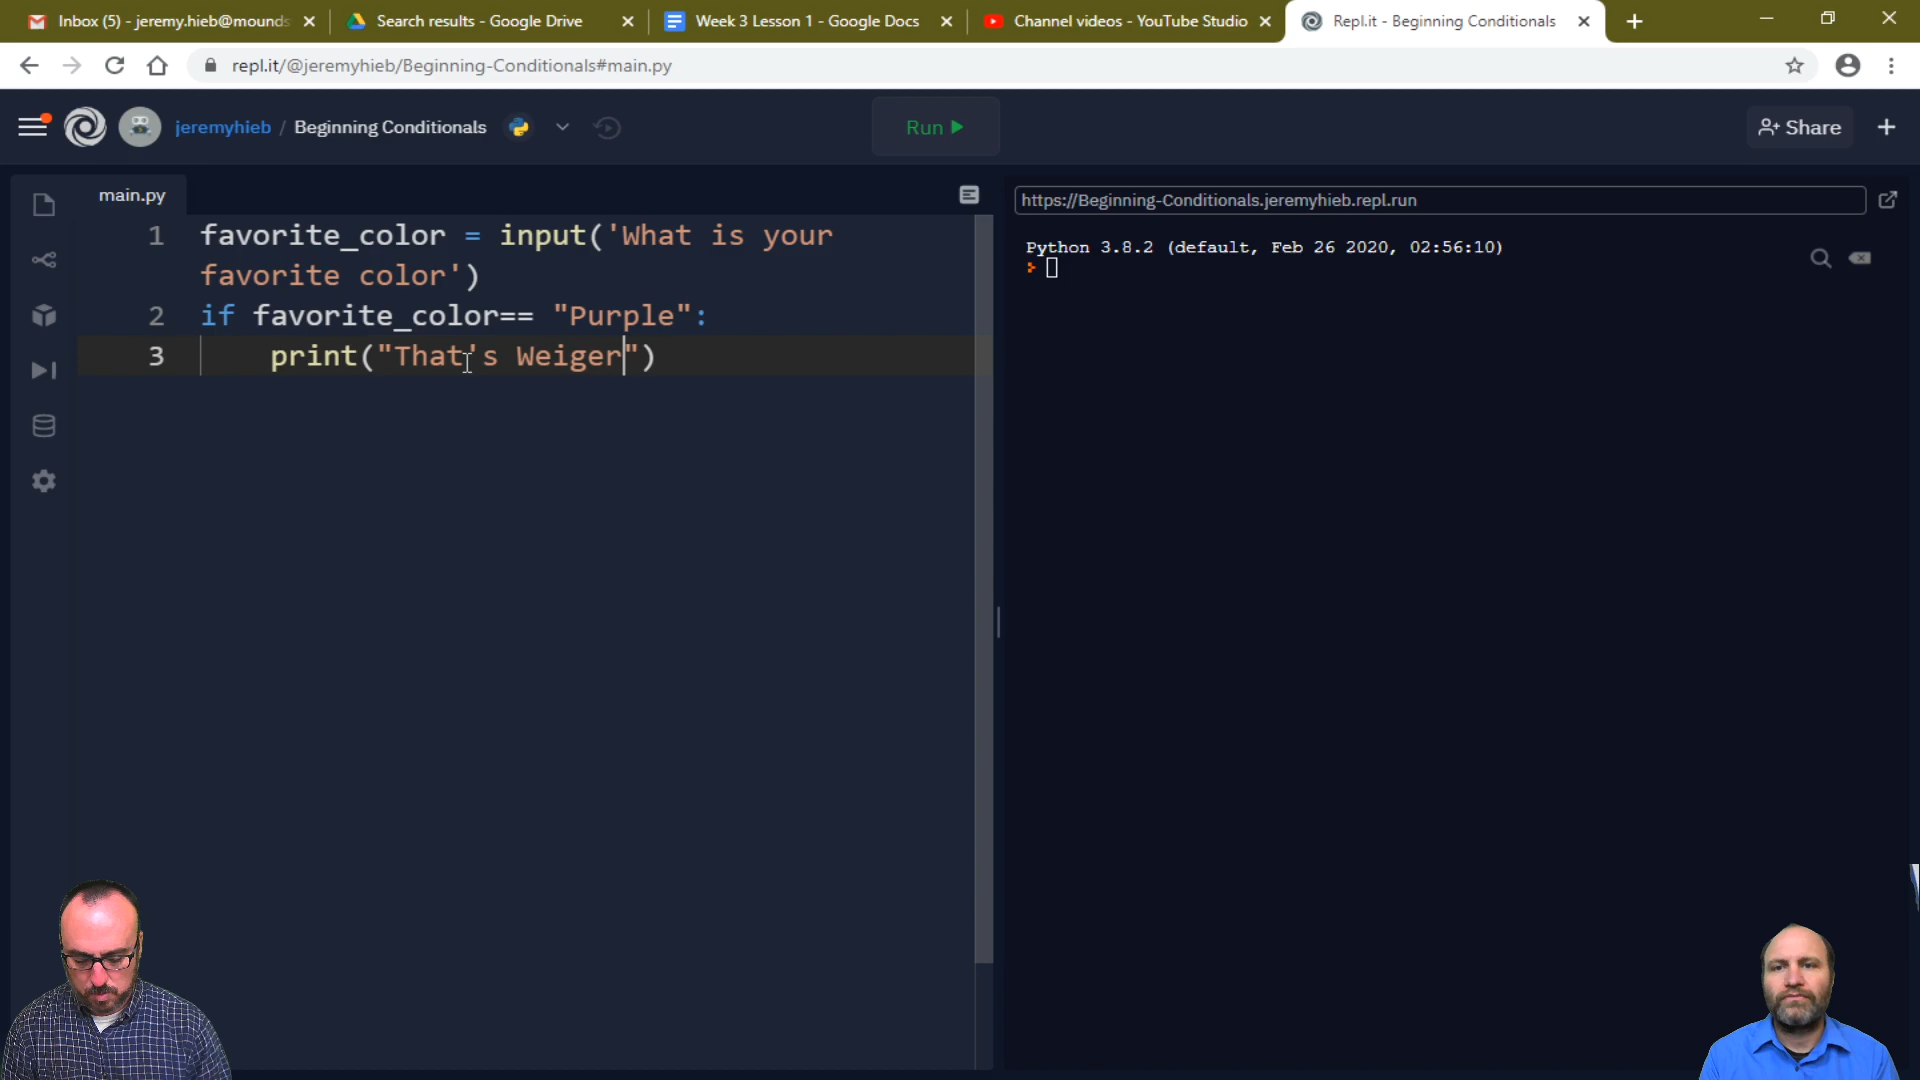 Inbox (5) - jeremy.hieb@mounds
Search results - Google Drive
Week 3 Lesson 1 - Google Docs
Channel videos - YouTube Studio
Repl.it - Beginning Conditionals
repl.it/@jeremyhieb/Beginning-Conditionals#main.py
jeremyhieb / Beginning Conditionals
Run
Share
main.py
https://Beginning-Conditionals.jeremyhieb.repl.run
1 favorite_color = input('What is your
favorite color')
2 if favorite_color== "Purple":
3 print("That's Weiger")
Python 3.8.2 (default, Feb 26 2020, 02:56:10)